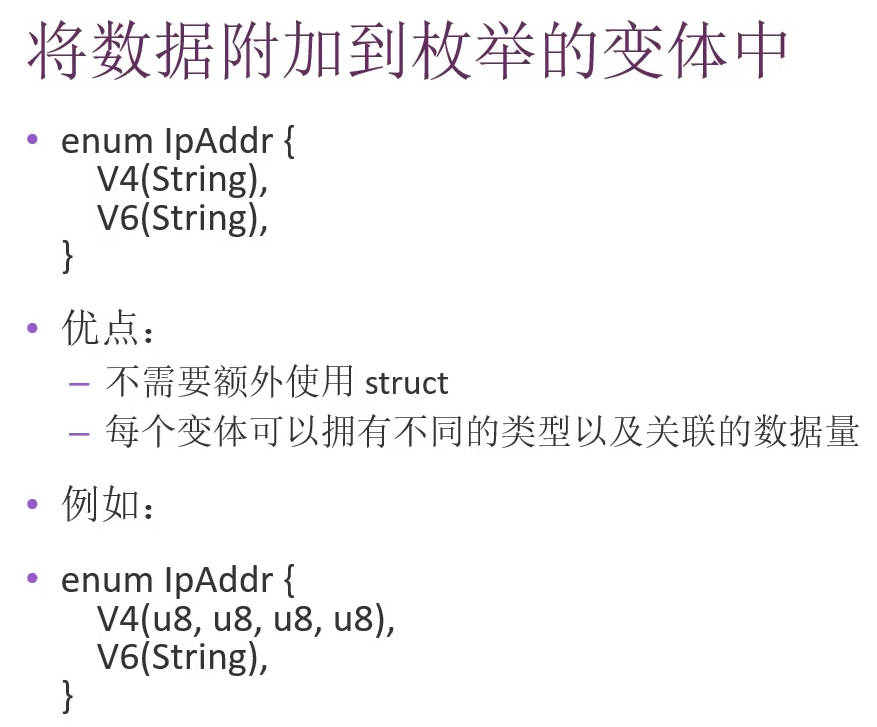 将数据附加到枚举的变体中
• enum IpAddr {
V4(String),
V6(String),
}
• 优点：
– 不需要额外使用 struct
– 每个变体可以拥有不同的类型以及关联的数据量
• 例如：
• enum IpAddr {
V4(u8, u8, u8, u8),
V6(String),
}